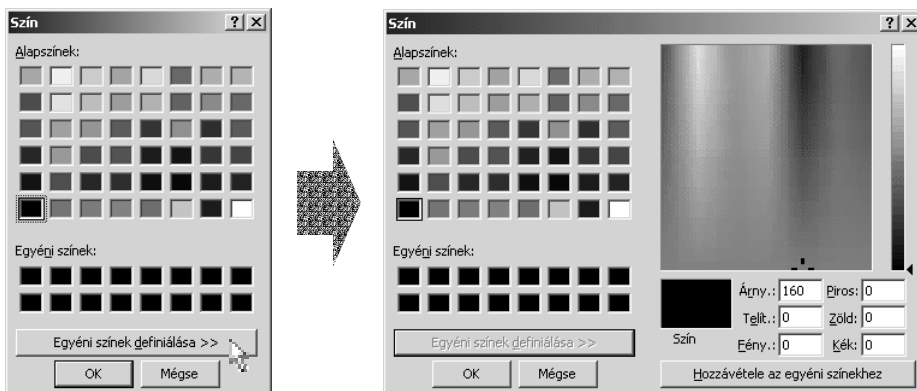 Szín
Alapszínek:
Egyéni színek:
Egyéni színek definiálása >>
OK Mégse
Szín
Alapszínek:
Egyéni színek:
Egyéni színek definiálása >>
OK Mégse
Szín
Árny.: 160 Piros: 0
Telít.: 0 Zöld: 0
Fény.: 0 Kék: 0
Hozzávétele az egyéni színekhez